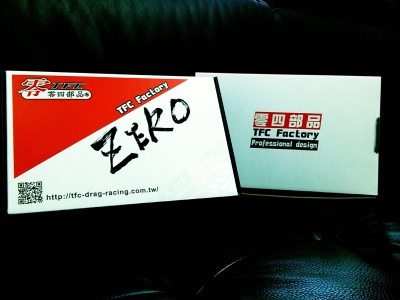 零
TFC
零四部品®
TFC Factory
ZERO
http://tfc-drag-racing.com.tw/
零四部品
TFC Factory
Professional design